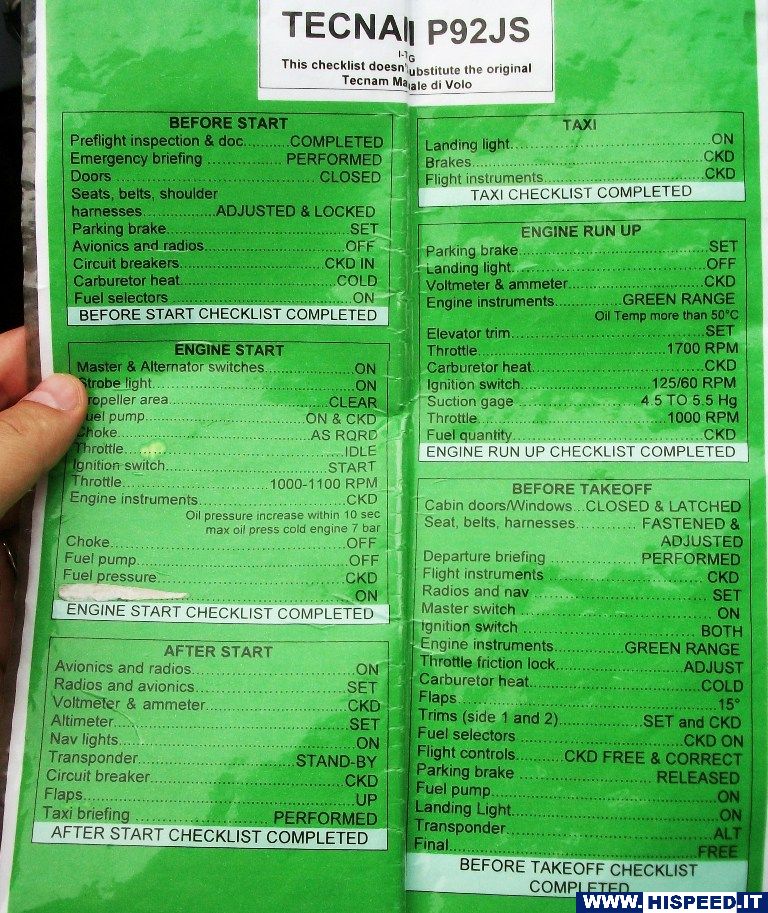 TECNAM P92JS
I-T G
This checklist doesn' ubstitute the original
Tecnam Ma ale di Volo
BEFORE START
Preflight inspection & doc..........COMPLETED
Emergency briefing ................ PERFORMED
Doors..........................................CLOSED
Seats, belts, shoulder
harnesses...............ADJUSTED & LOCKED
Parking brake.....................................SET
Avionics and radios............................OFF
Circuit breakers..............................CKD IN
Carburetor heat................................COLD
Fuel selectors......................................ON
BEFORE START CHECKLIST COMPLETED
ENGINE START
Master & Alternator switches...................ON
Strobe light..........................................ON
ropeller area..................................CLEAR
uel pump...............................ON & CKD
Choke.......................................AS RQRD
Throttle...........................................IDLE
Ignition switch..................................START
Throttle..............................1000-1100 RPM
Engine instruments..............................CKD
Oil pressure increase within 10 sec
max oil press cold engine 7 bar
Choke................................................OFF
Fuel pump.........................................OFF
Fuel pressure.....................................CKD
ON
ENGINE START CHECKLIST COMPLETED
AFTER START
Avionics and radios..............................ON
Radios and avionics.............................SET
Voltmeter & ammeter..........................CKD
Altimeter............................................SET
Nav lights............................................ON
Transponder..............................STAND-BY
Circuit breaker...................................CKD
Flaps..................................................UP
Taxi briefing .........................PERFORMED
AFTER START CHECKLIST COMPLETED
TAXI
Landing light.......................................ON
Brakes..............................................CKD
Flight instruments................................CKD
TAXI CHECKLIST COMPLETED
ENGINE RUN UP
Parking brake.....................................SET
Landing light......................................OFF
Voltmeter & ammeter..........................CKD
Engine instruments.............GREEN RANGE
Oil Temp more than 50°C
Elevator trim.......................................SET
Throttle.....................................1700 RPM
Carburetor heat..................................CKD
Ignition switch........................125/60 RPM
Suction gage.....................4.5 TO 5.5 Hg
Throttle.....................................1000 RPM
Fuel quantity......................................CKD
ENGINE RUN UP CHECKLIST COMPLETED
BEFORE TAKEOFF
Cabin doors/Windows...CLOSED & LATCHED
Seat, belts, harnesses............FASTENED &
ADJUSTED
Departure briefing .....................PERFORMED
Flight instruments ...............................CKD
Radios and nav...................................SET
Master switch .....................................ON
Ignition switch ..................................BOTH
Engine instruments.............GREEN RANGE
Throttle friction lock.......................ADJUST
Carburetor heat................................COLD
Flaps.................................................15°
Trims (side 1 and 2)..............SET and CKD
Fuel selectors................................CKD ON
Flight controls.........CKD FREE & CORRECT
Parking brake ..........................RELEASED
Fuel pump..........................................ON
Landing Light......................................ON
Transponder......................................ALT
Final...............................................FREE
BEFORE TAKEOFF CHECKLIST
COMPLETED
WWW.HISPEED.IT